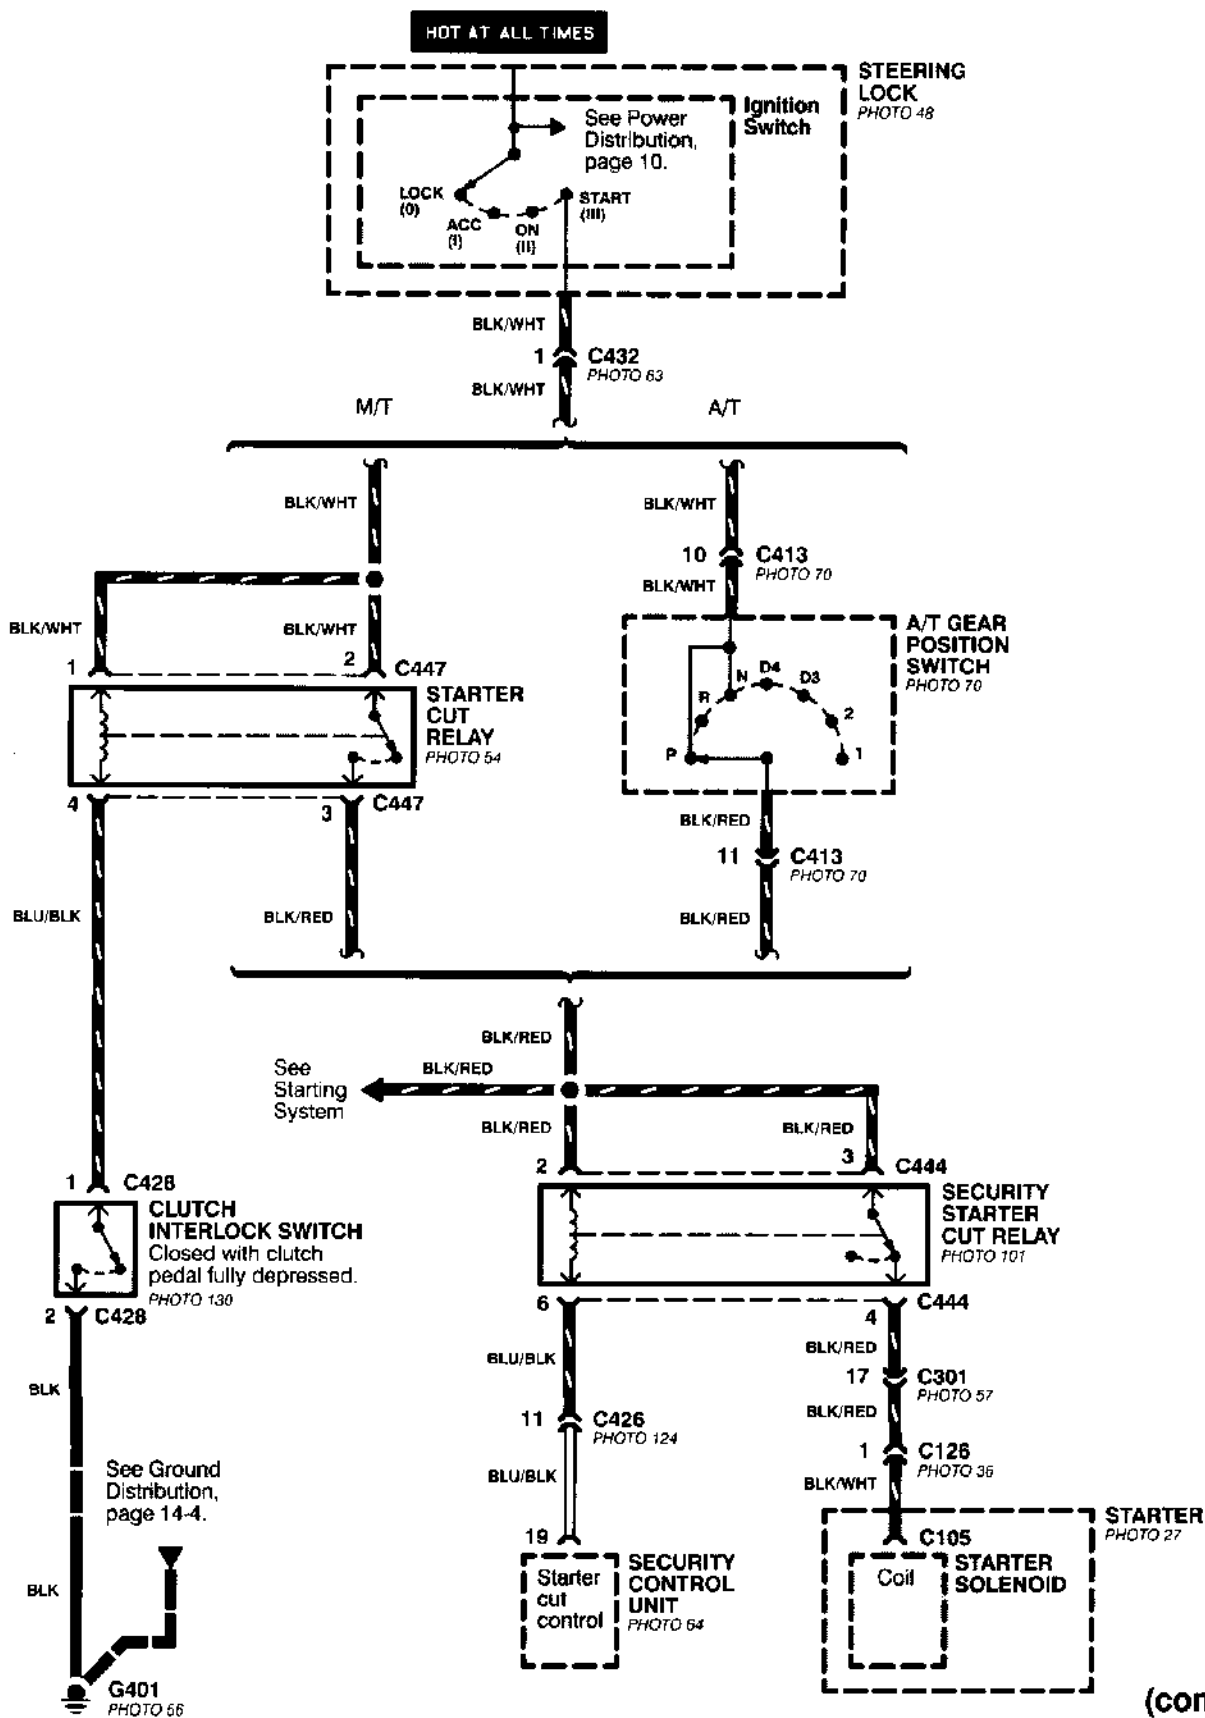 HOT AT ALL TIMES
STEERING
LOCK
PHOTO 48
Ignition
Switch
See Power
Distribution,
page 10.
LOCK
(0)
ACC
(I)
ON
(II)
START
(III)
BLK/WHT
1
C432
PHOTO 63
BLK/WHT
M/T
A/T
BLK/WHT
BLK/WHT
10
C413
PHOTO 70
BLK/WHT
BLK/WHT
BLK/WHT
A/T GEAR
POSITION
SWITCH
PHOTO 70
1
2
C447
STARTER
CUT
RELAY
PHOTO 54
P
R
N
D4
D3
2
1
4
3
C447
BLK/RED
11
C413
PHOTO 70
BLU/BLK
BLK/RED
BLK/RED
BLK/RED
See
Starting
System
BLK/RED
BLK/RED
BLK/RED
2
3
C444
1
C428
CLUTCH
INTERLOCK SWITCH
Closed with clutch
pedal fully depressed.
PHOTO 130
SECURITY
STARTER
CUT RELAY
PHOTO 101
2
C428
6
4
C444
BLK
BLU/BLK
BLK/RED
17
C301
PHOTO 57
BLK/RED
11
C426
PHOTO 124
1
C126
PHOTO 36
BLU/BLK
BLK/WHT
See Ground
Distribution,
page 14-4.
STARTER
PHOTO 27
19
C105
BLK
Starter
cut
control
SECURITY
CONTROL
UNIT
PHOTO 64
Coil
STARTER
SOLENOID
G401
PHOTO 56
(con